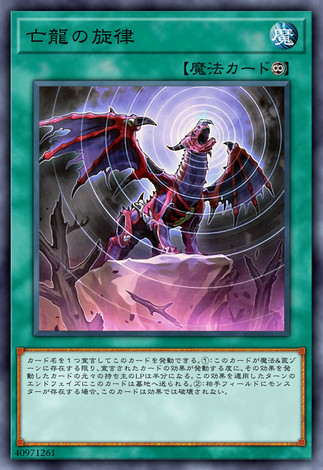 亡龍の旋律
魔
【魔法カード】
カード名を1つ宣言してこのカードを発動できる。①:このカードが魔法&罠ゾ
ーンに存在する限り、宣言されたカードの効果が発動する度に、その効果を発
動したカードの元々の持ち主のLPは半分になる。この効果を適用したターンの
エンドフェイズにこのカードは墓地へ送られる。②:相手フィールドにモンス
ターが存在する場合、このカードは効果では破壊されない。
40971261